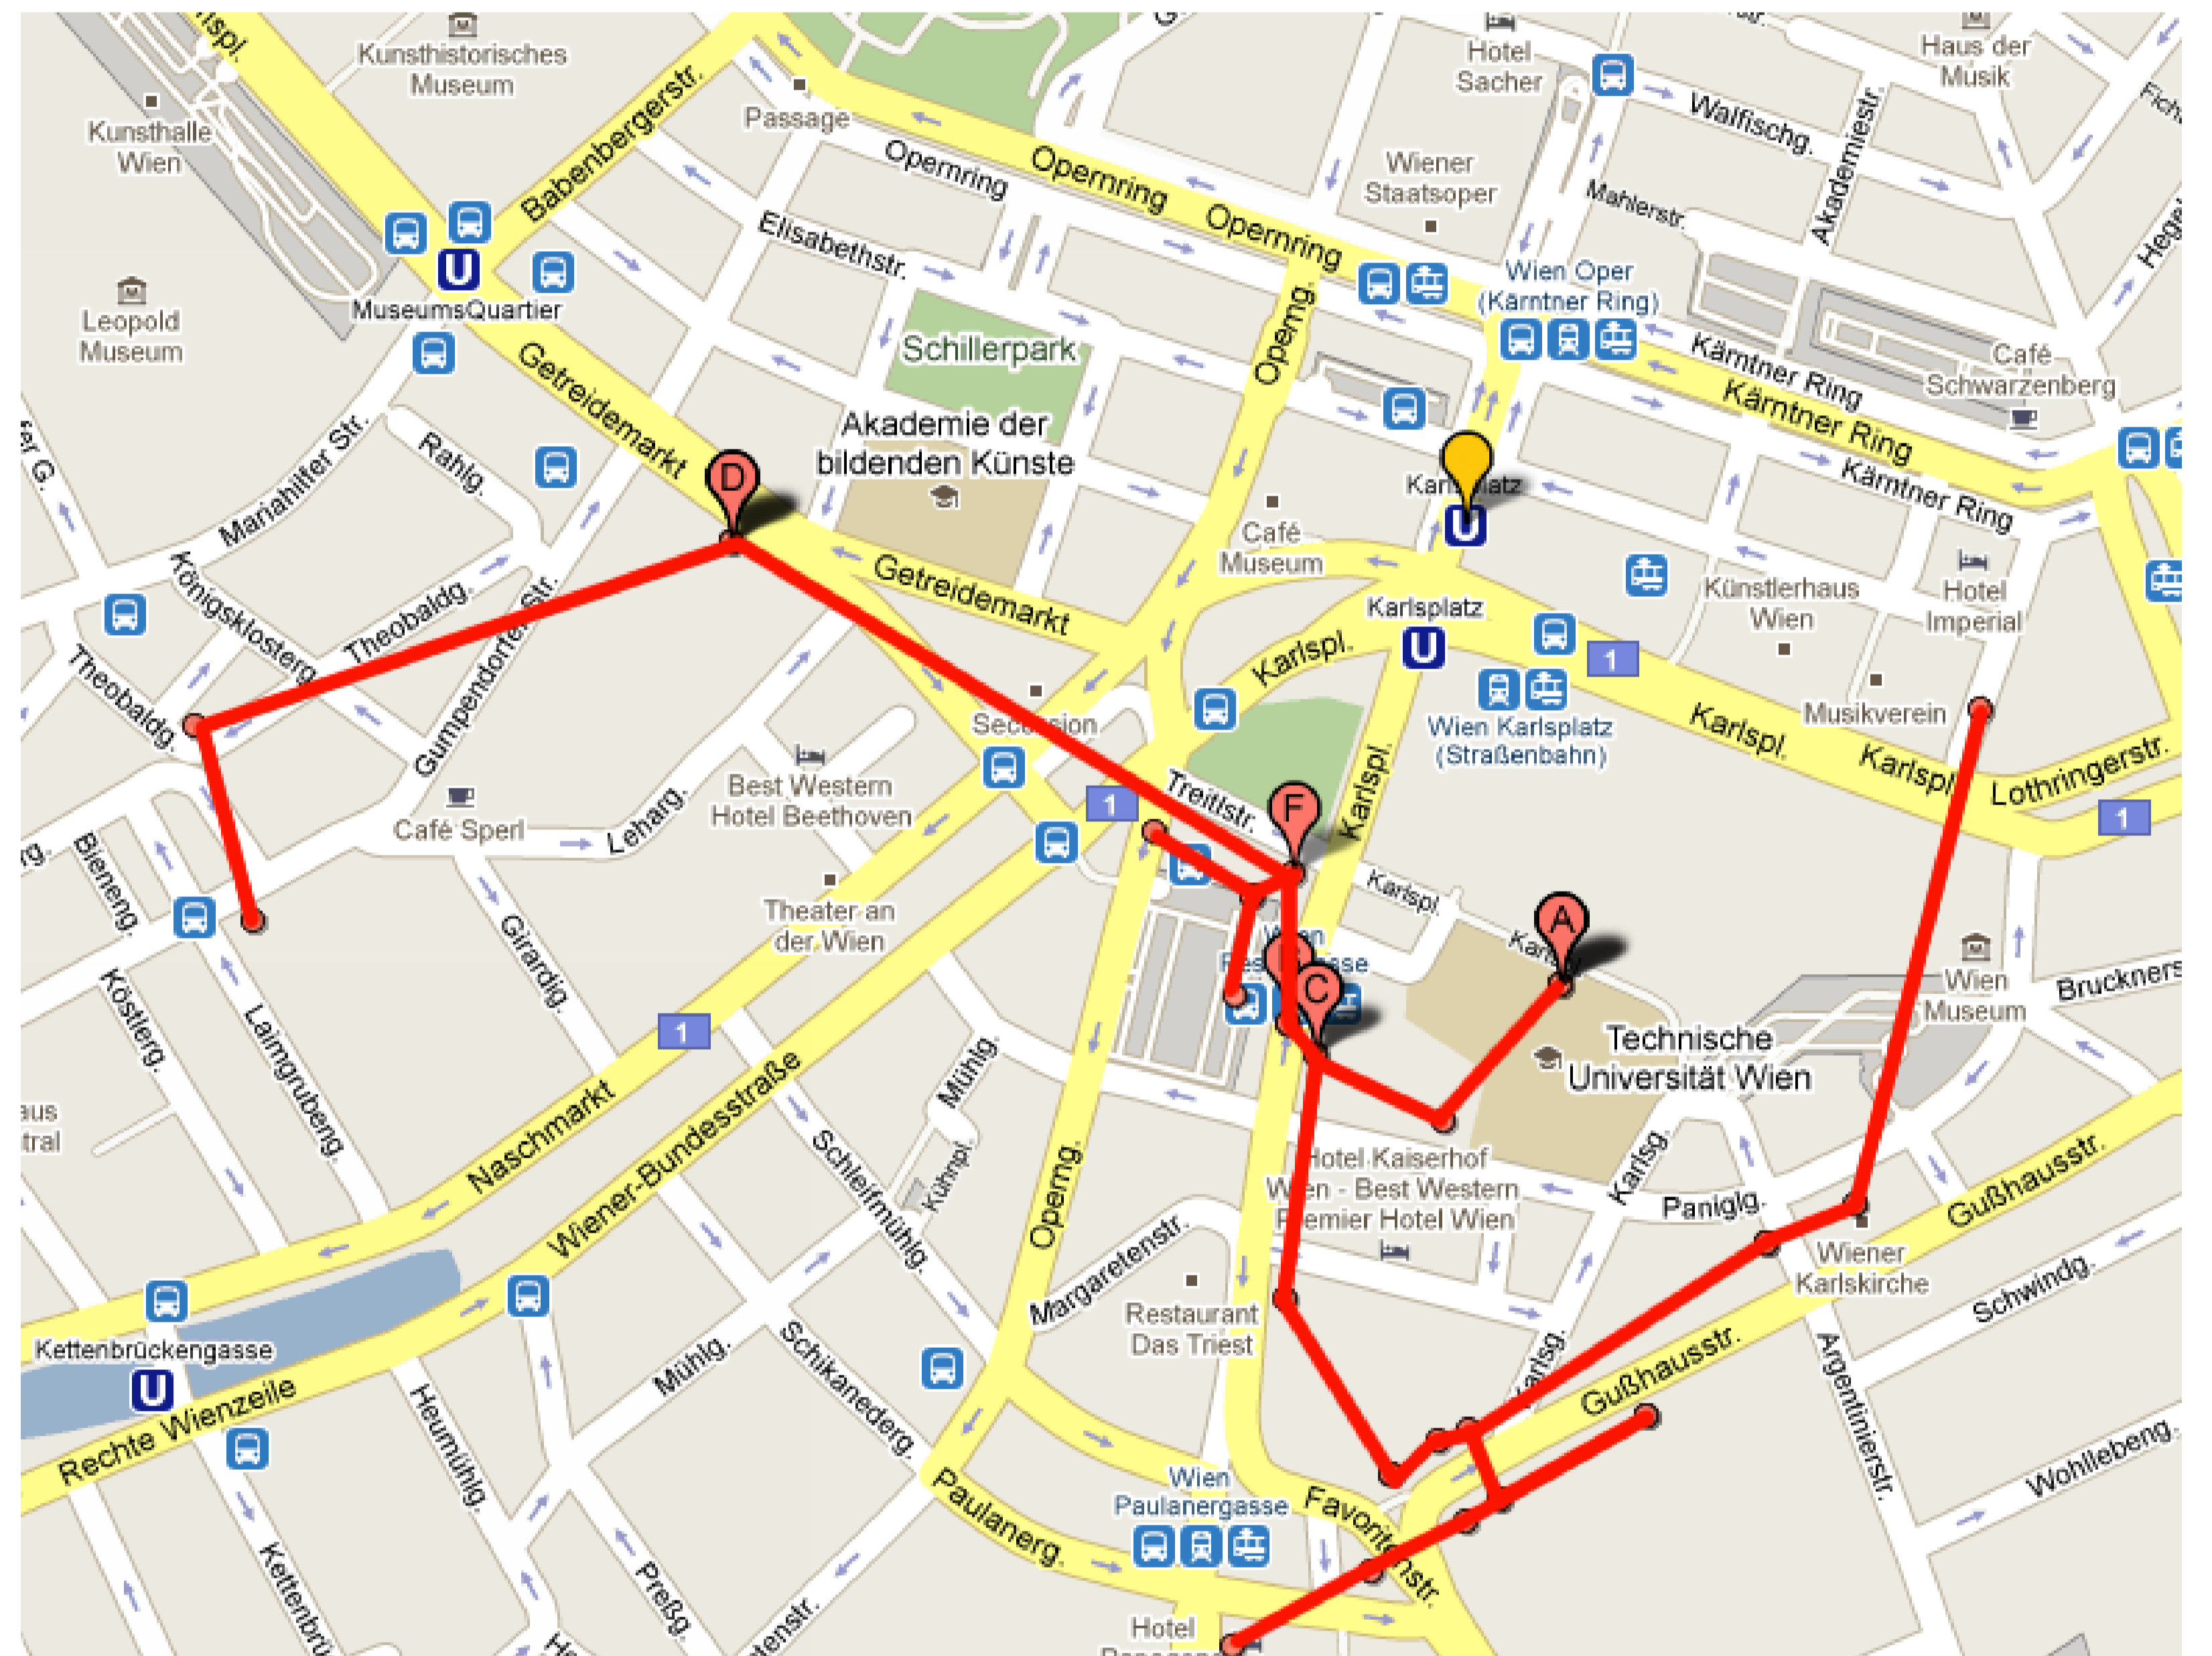 Kunsthistorisches
Museum
Hotel
Sacher
Haus der
Musik
Kunsthalle
Wien
Babenbergerstr.
Passage
Opernring
Opernring
Opernring
Wiener
Staatsoper
Walfischg.
Akademiestr.
Mahlerstr.
Elisabethstr.
Wien Oper
(Kärntner Ring)
MuseumsQuartier
Leopold
Museum
Schillerpark
Operng.
Kärntner Ring
Kärntner Ring
Kärntner Ring
Café
Schwarzenberg
Getreidemarkt
Akademie der
bildenden Künste
Rahlg.
Mariahilfer Str.
D
Café
Museum
Getreidemarkt
Karlsplatz
Künstlerhaus
Wien
Hotel
Imperial
Königsklosterg.
Theobaldg.
Theobaldg.
Gumpendorfer Str.
Karlspl.
1
Wien Karlsplatz
(Straßenbahn)
Musikverein
Karlspl.
Karlspl.
Lothringerstr.
1
Secession
Best Western
Hotel Beethoven
1
Treitlstr.
F
Karlspl.
Café Sperl
Leharg.
Bieneng.
Theater an
der Wien
Girardig.
Karlspl.
A
C
Wien
Museum
Technische
Universität Wien
Köstlerg.
Laimgrubeng.
1
Mühlg.
Kühnpl.
Naschmarkt
Wiener-Bundesstraße
Schleifmühlg.
Operng.
Hotel Kaiserhof
Wien - Best Western
Premier Hotel Wien
Karlsg.
Paniglg.
Gußhausstr.
Margaretenstr.
Restaurant
Das Triest
Wiener
Karlskirche
Schwindg.
Kettenbrückengasse
Rechte Wienzeile
Heumühlg.
Mühlg.
Schikanederg.
Karlsg.
Gußhausstr.
Argentinierstr.
Wohllebeng.
Paulanerg.
Wien
Paulanergasse
Favoritenstr.
Preßg.
Hotel